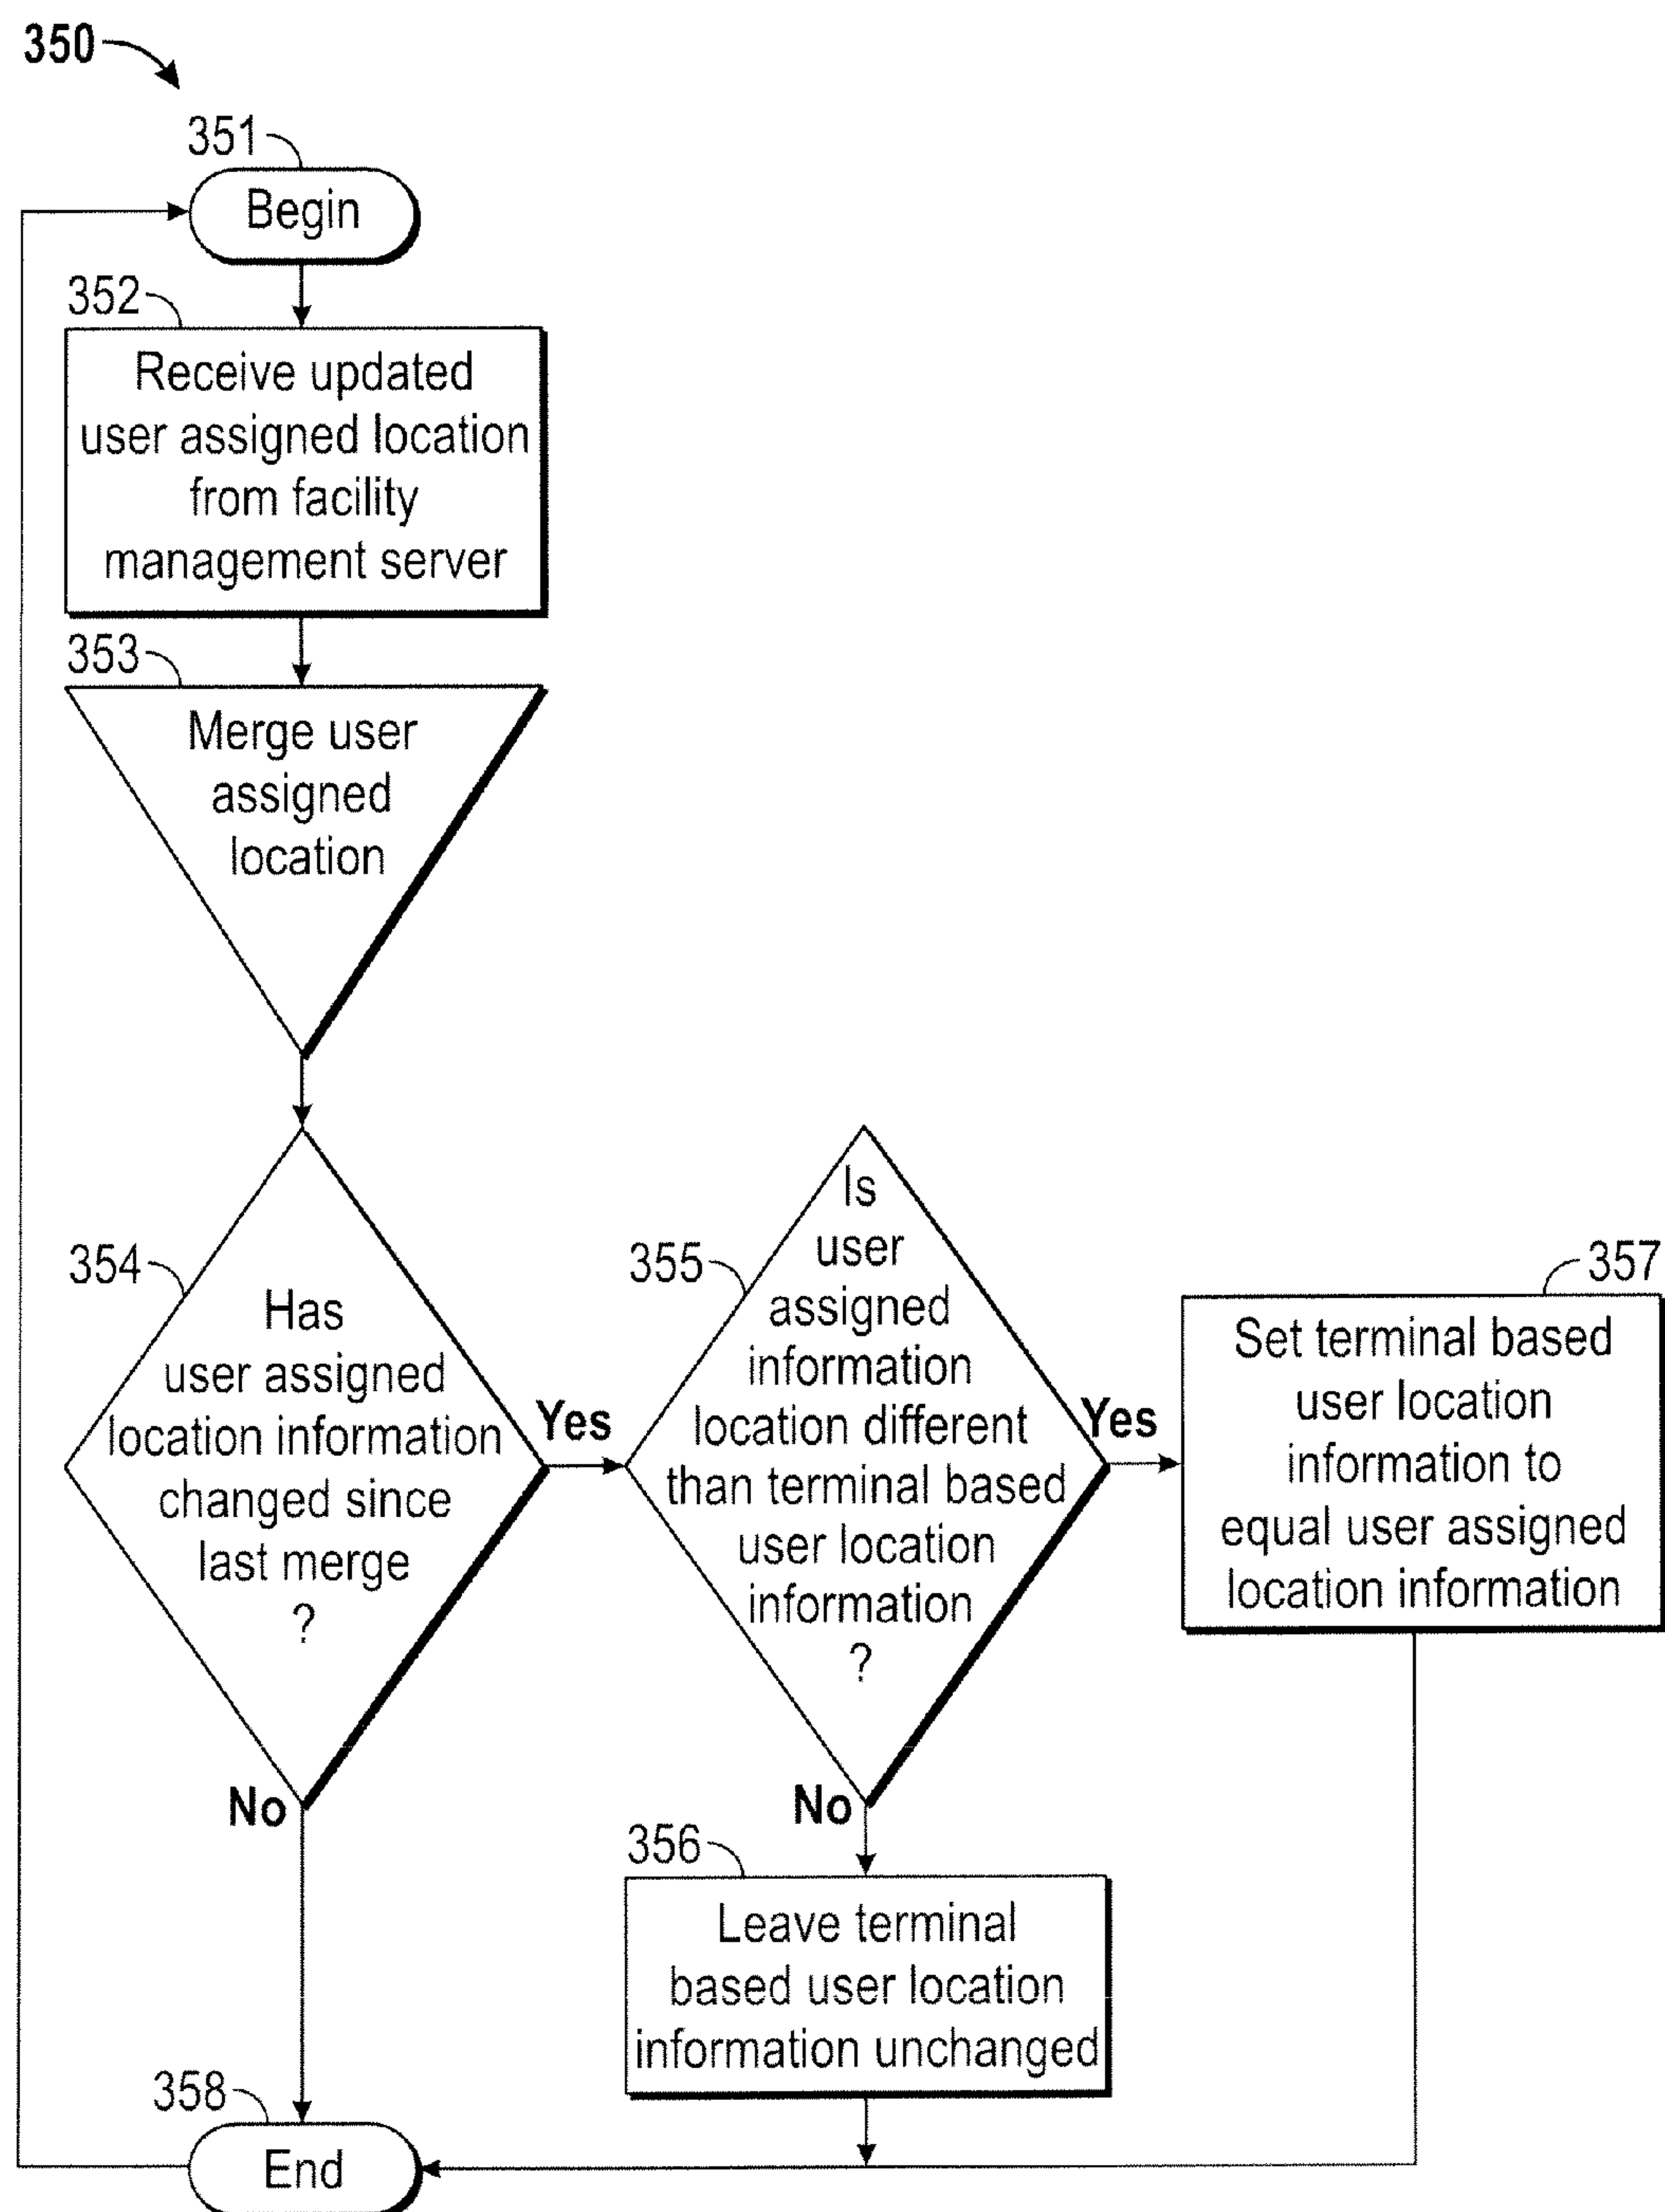 350
351
Begin
352
Receive updated
user assigned location
from facility
management server
353
Merge user
assigned
location
354
Has
user assigned
location information
changed since
last merge
?
Yes
No
355
Is
user
assigned
information
location different
than terminal based
user location
information
?
Yes
No
357
Set terminal based
user location
information to
equal user assigned
location information
356
Leave terminal
based user location
information unchanged
358
End